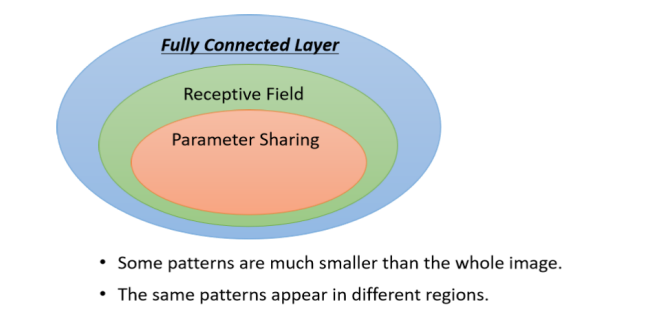 Fully Connected Layer
Receptive Field
Parameter Sharing
• Some patterns are much smaller than the whole image.
• The same patterns appear in different regions.